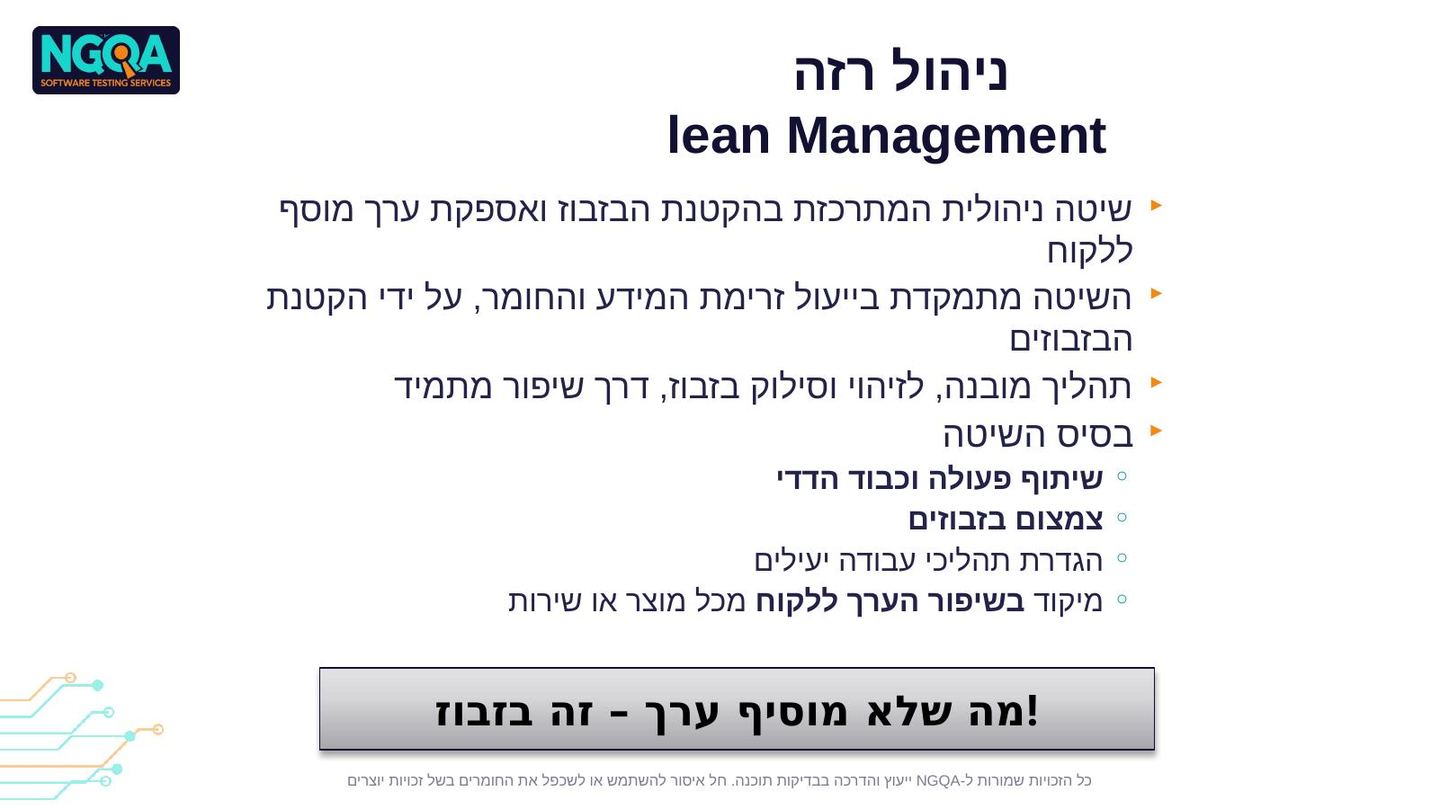 NGQA
SOFTWARE TESTING SERVICES
ניהול רזה
lean Management
שיטה ניהולית המתרכזת בהקטנת הבזבוז ואספקת ערך מוסף
ללקוח
השיטה מתמקדת בייעול זרימת המידע והחומר, על ידי הקטנת
הבזבוזים
תהליך מובנה, לזיהוי וסילוק בזבוז, דרך שיפור מתמיד
בסיס השיטה
שיתוף פעולה וכבוד הדדי
צמצום בזבוזים
הגדרת תהליכי עבודה יעילים
מיקוד בשיפור הערך ללקוח מכל מוצר או שירות
!מה שלא מוסיף ערך – זה בזבוז
כל הזכויות שמורות ל-NGQA ייעוץ והדרכה בבדיקות תוכנה. חל איסור להשתמש או לשכפל את החומרים בשל זכויות יוצרים